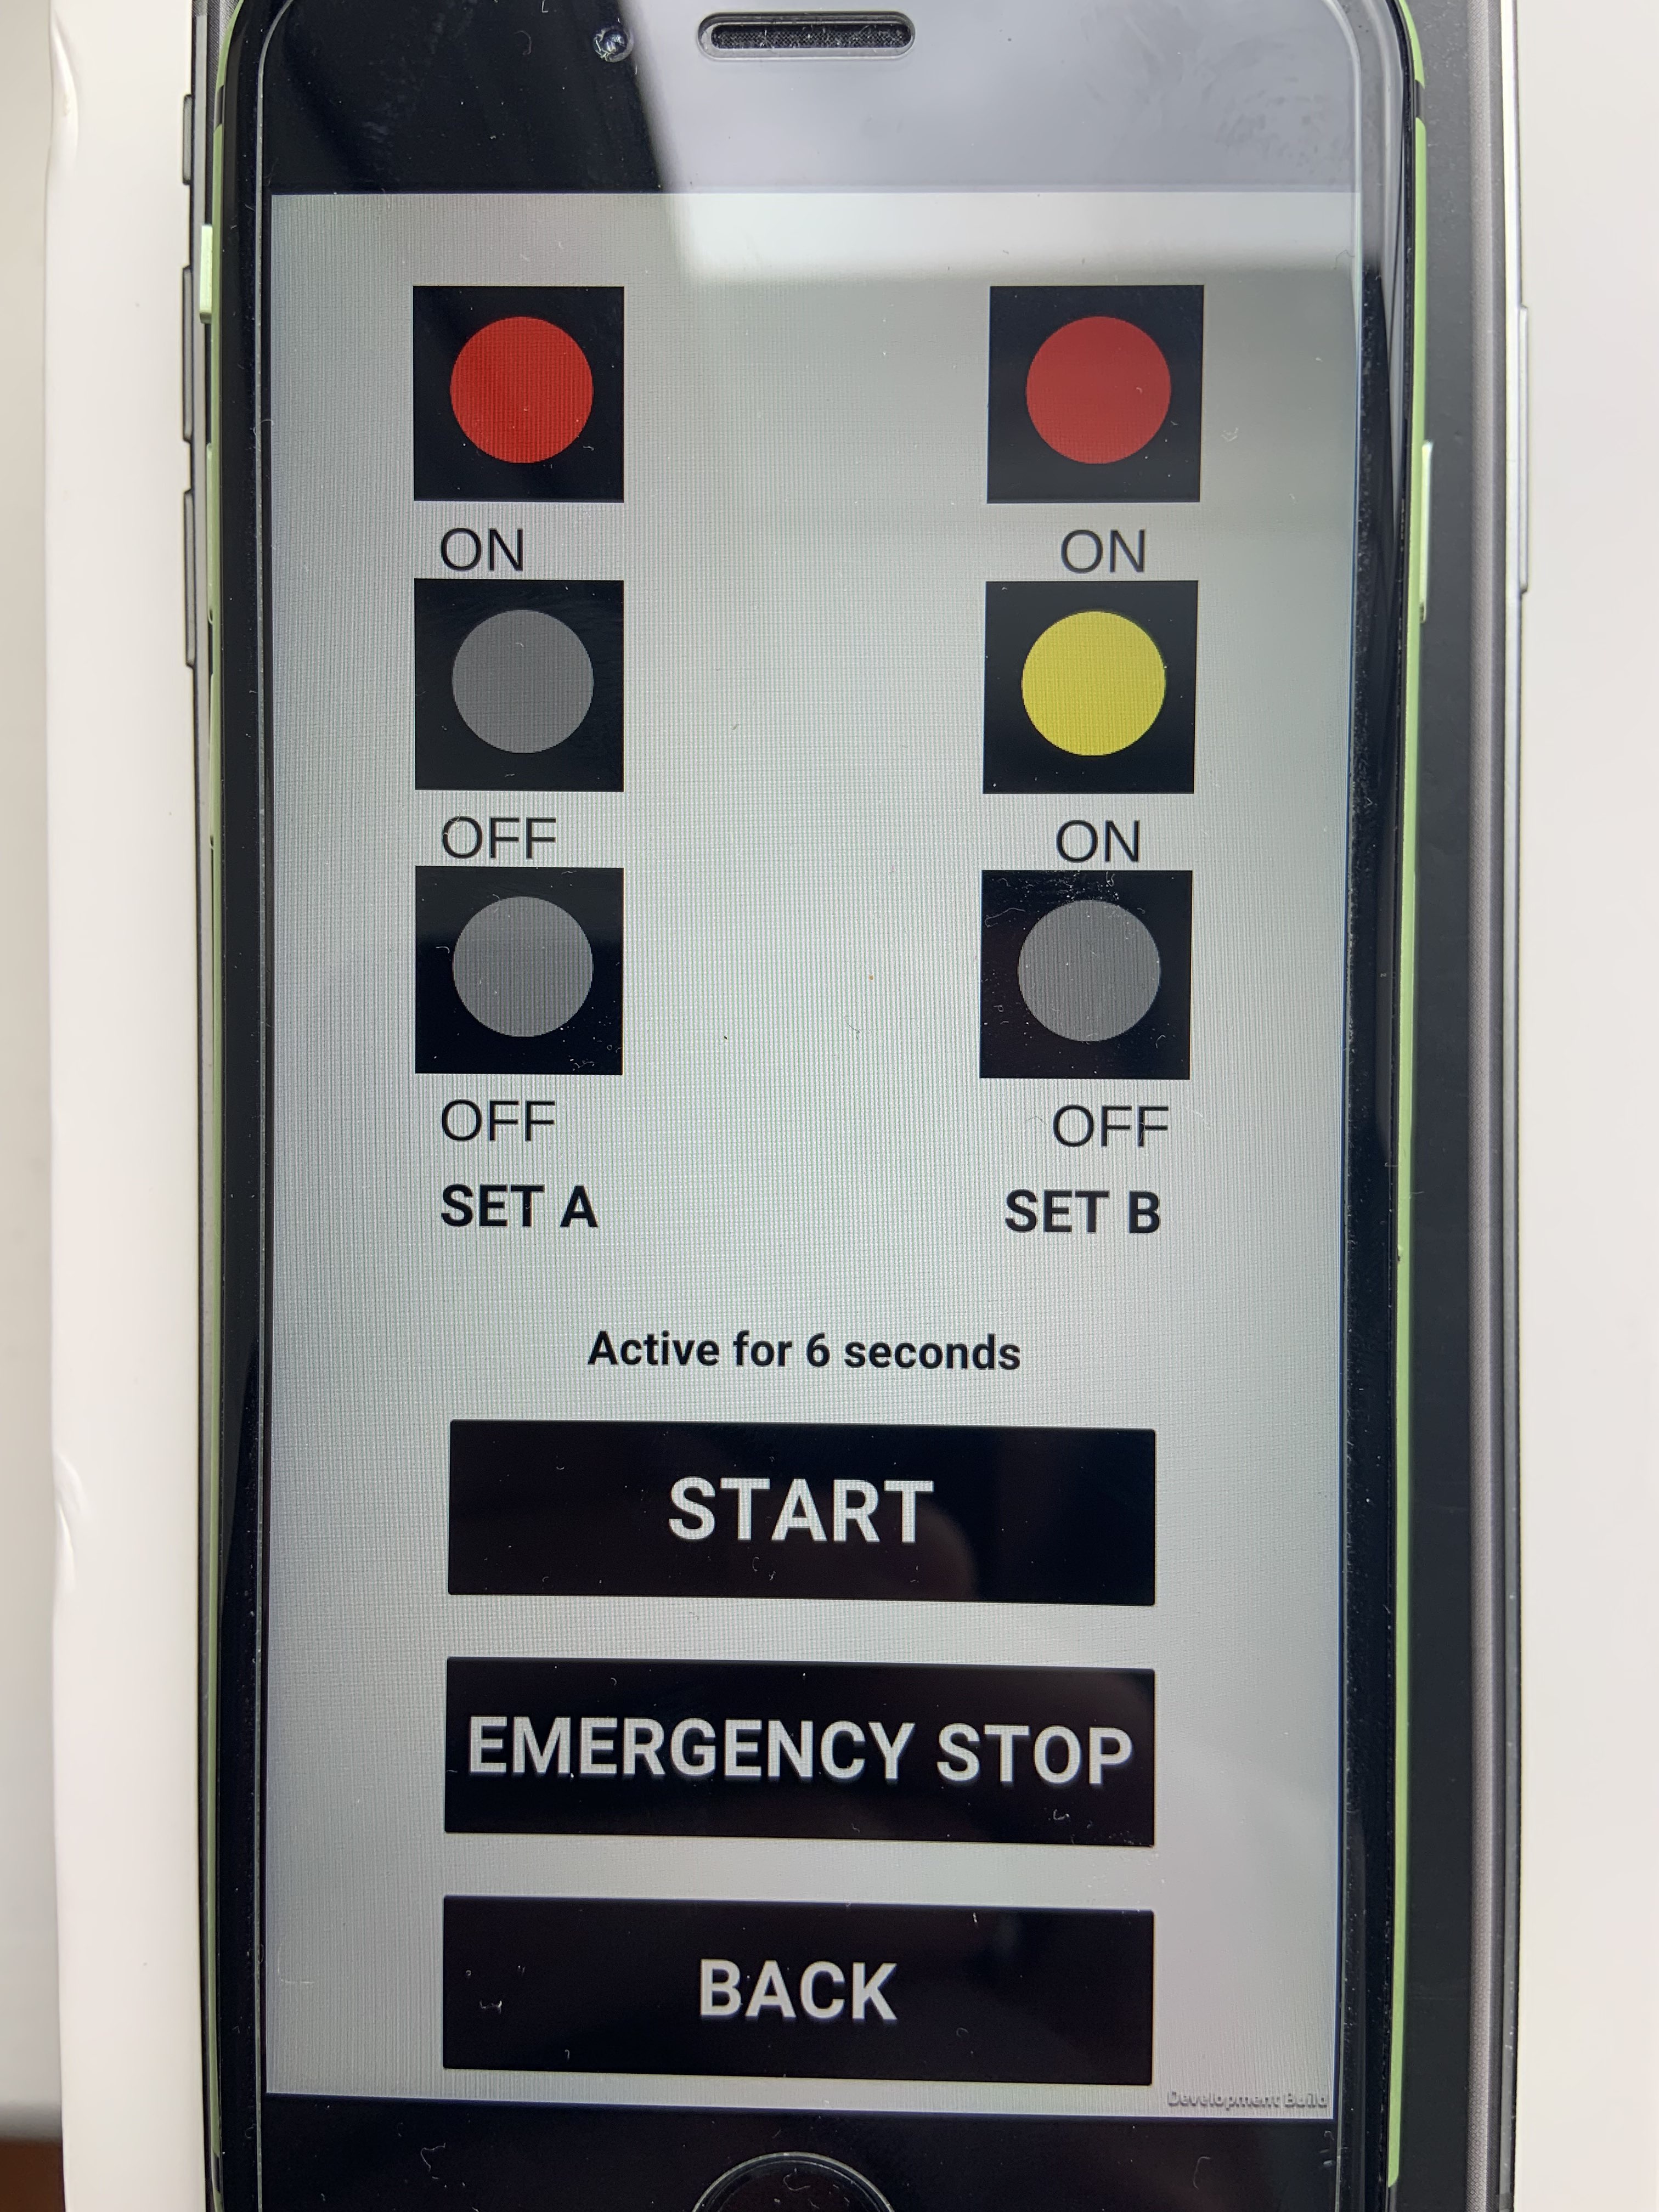 ON ON
OFF ON
OFF OFF
SET A SET B
Active for 6 seconds
START
EMERGENCY STOP
BACK
Development Build